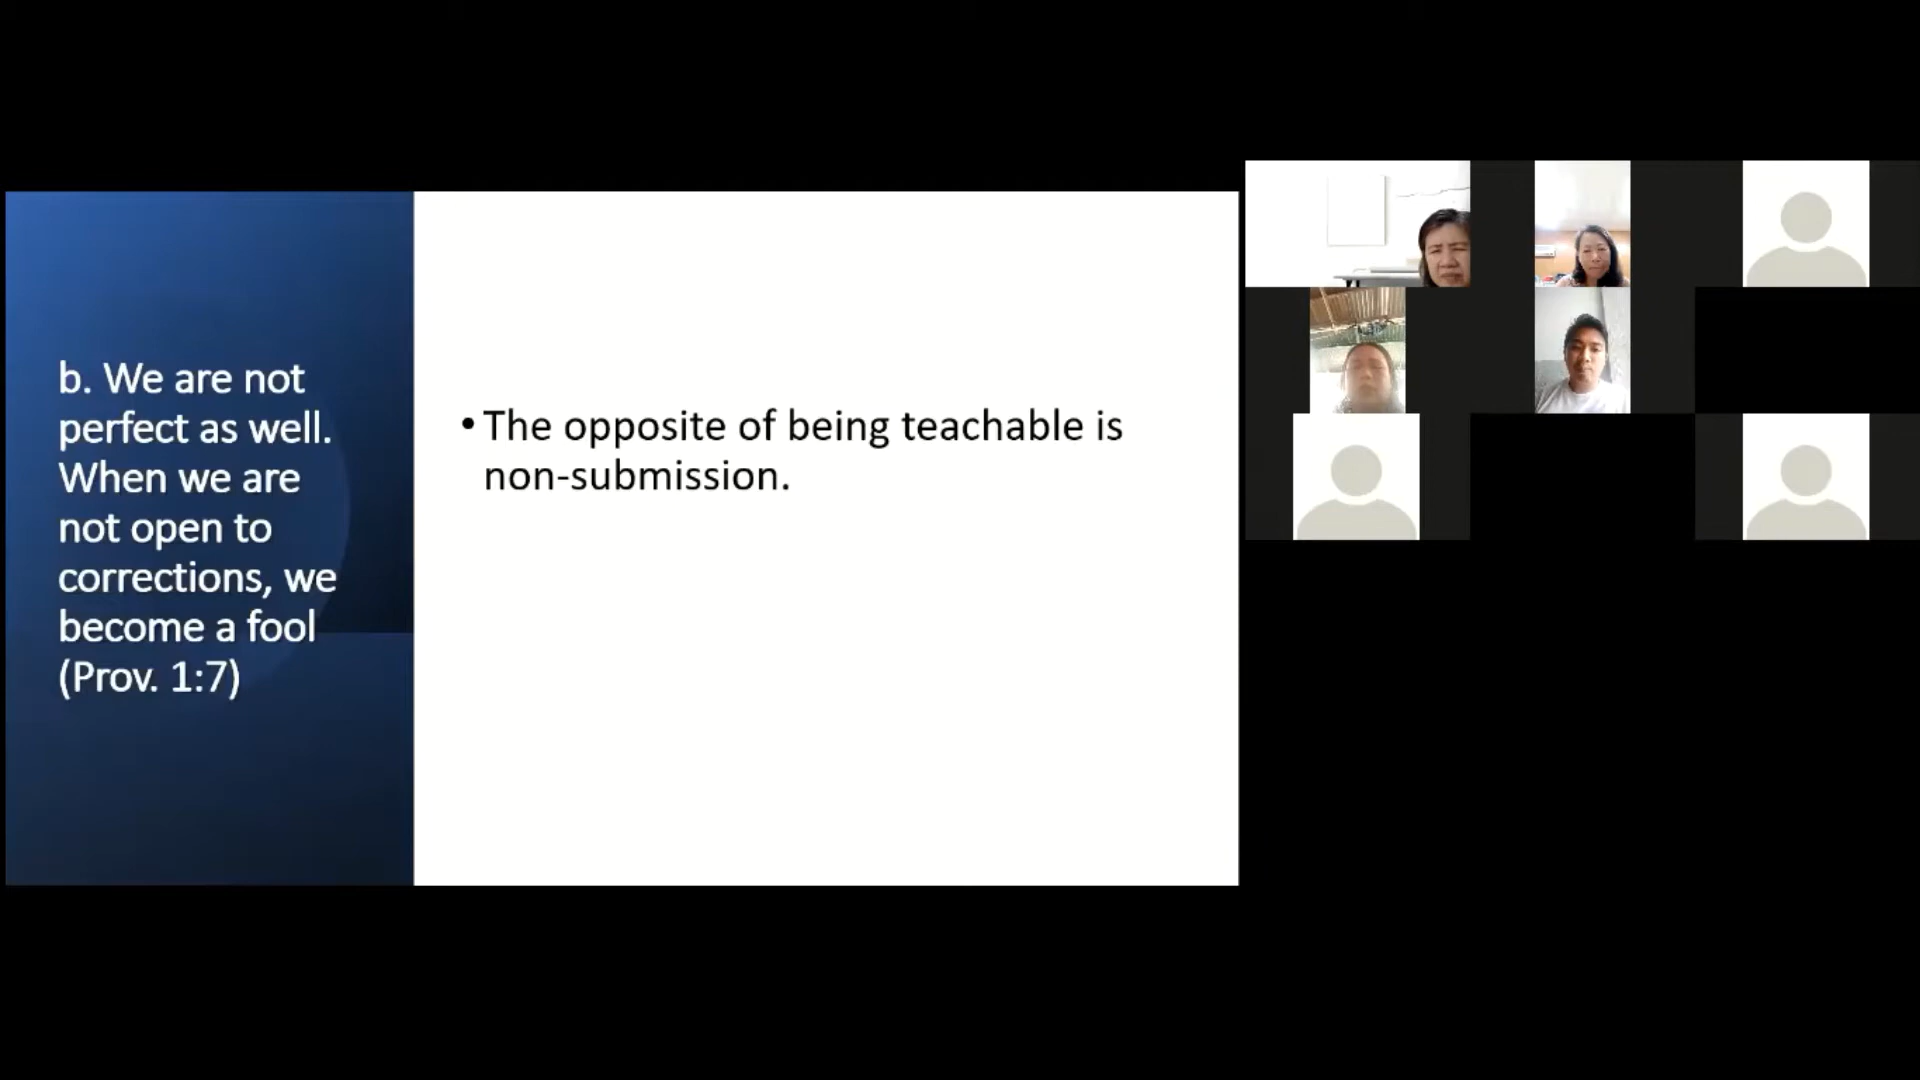 b. We are not
perfect as well.
When we are
not open to
corrections, we
become a fool
(Prov. 1:7)
• The opposite of being teachable is
non-submission.